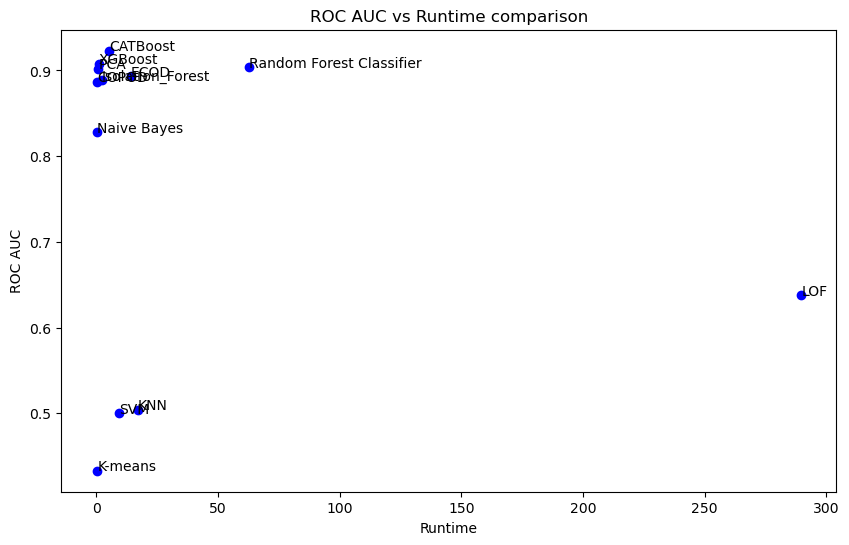 ROC AUC vs Runtime comparison
CATBoost
XGBoost
PCA
ECOD
Random Forest Classifier
Isolation_Forest
Naive Bayes
LOF
KNN
SVM
K-means
0.9
0.8
0.7
0.6
0.5
ROC AUC
0 50 100 150 200 250 300
Runtime